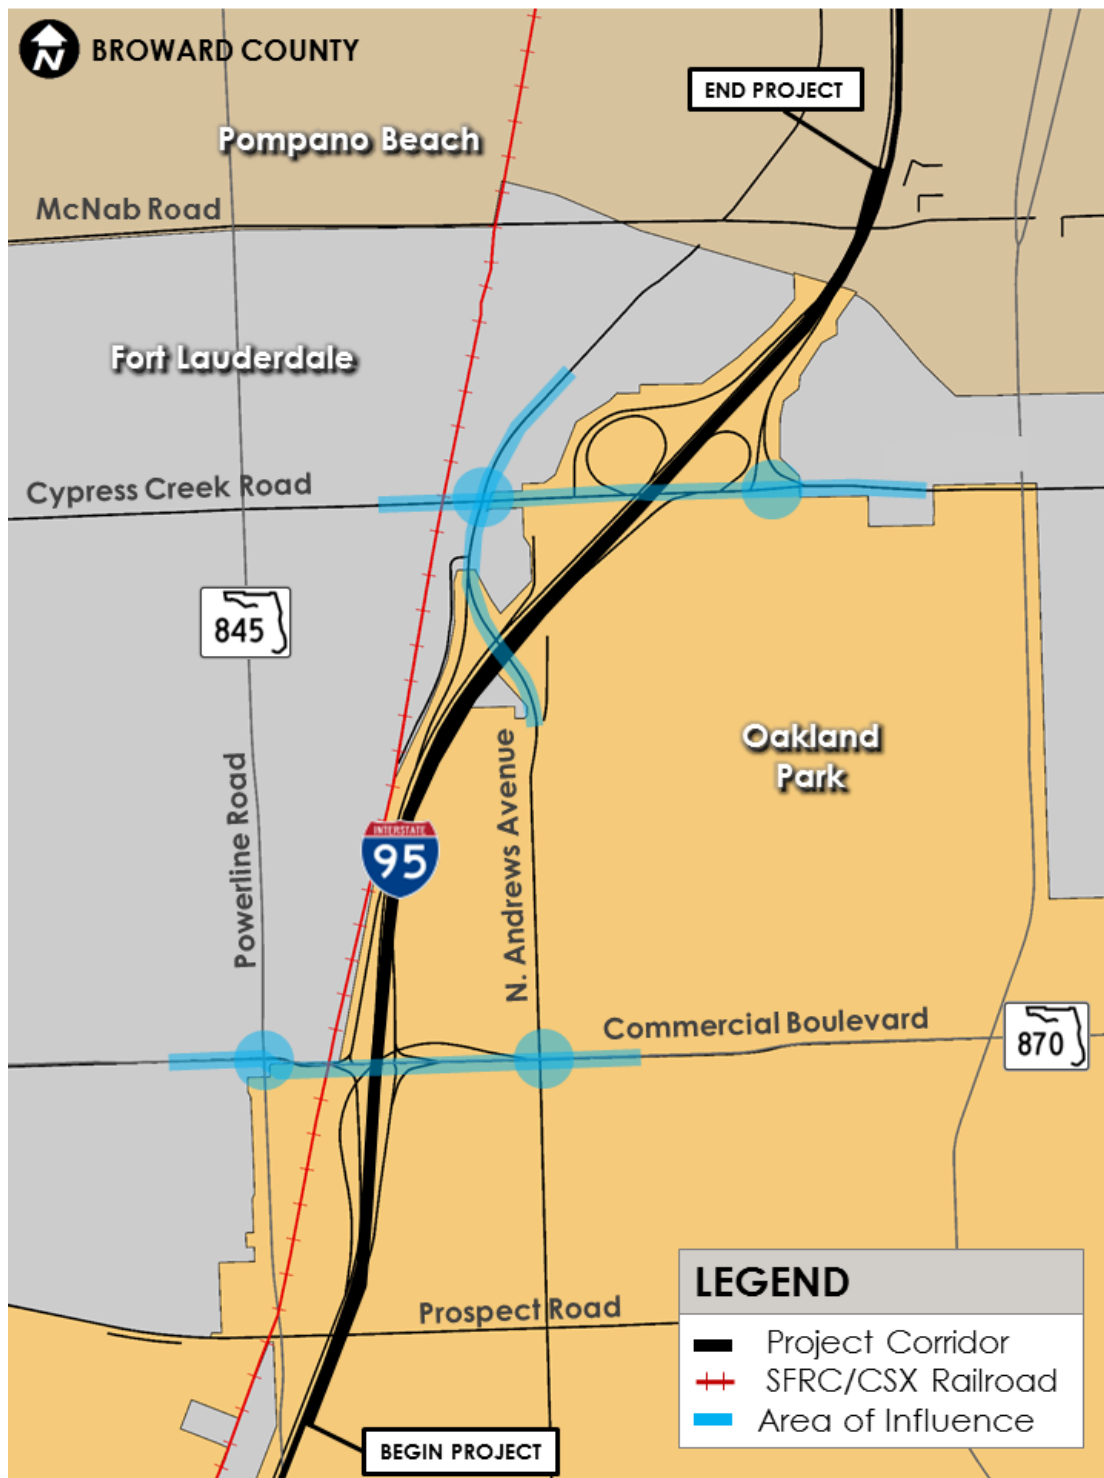 N
BROWARD COUNTY
END PROJECT
Pompano Beach
McNab Road
Fort Lauderdale
Cypress Creek Road
845
Oakland
Park
N. Andrews Avenue
Powerline Road
INTERSTATE
95
Commercial Boulevard
870
Prospect Road
LEGEND
Project Corridor
SFRC/CSX Railroad
Area of Influence
BEGIN PROJECT